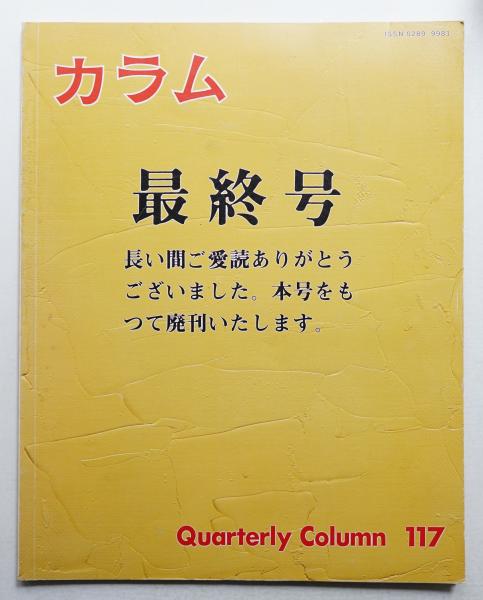 ISSN 0289 9983
カラム
最終号
長い間ご愛読ありがとう
ございました。本号をも
つて廃刊いたします。
Quarterly Column 117